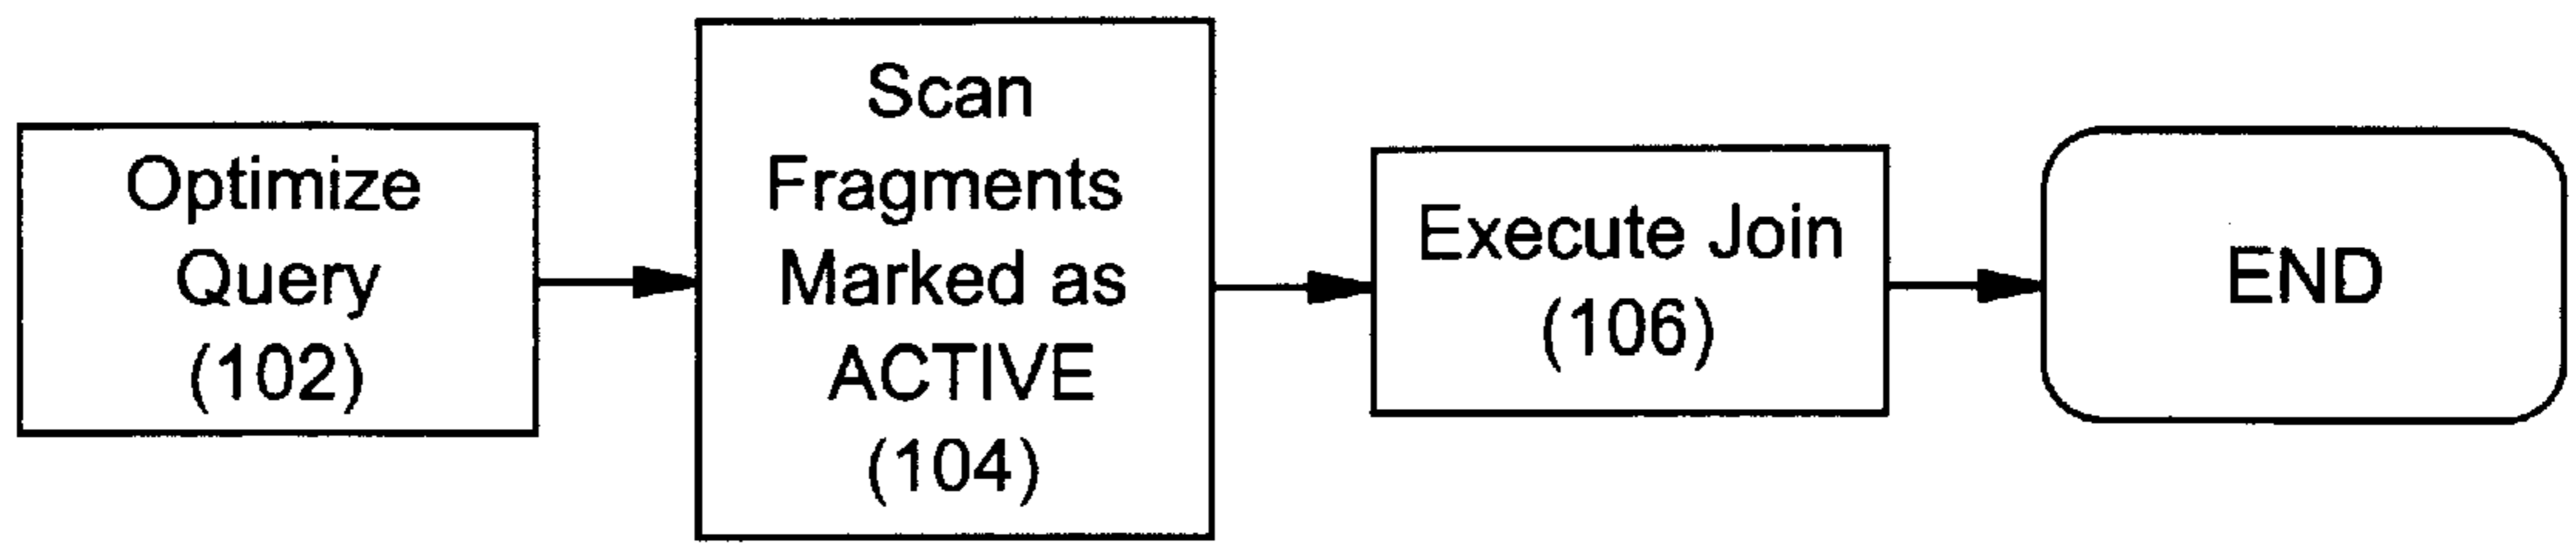 Optimize
Query
(102)
Scan
Fragments
Marked as
ACTIVE
(104)
Execute Join
(106)
END